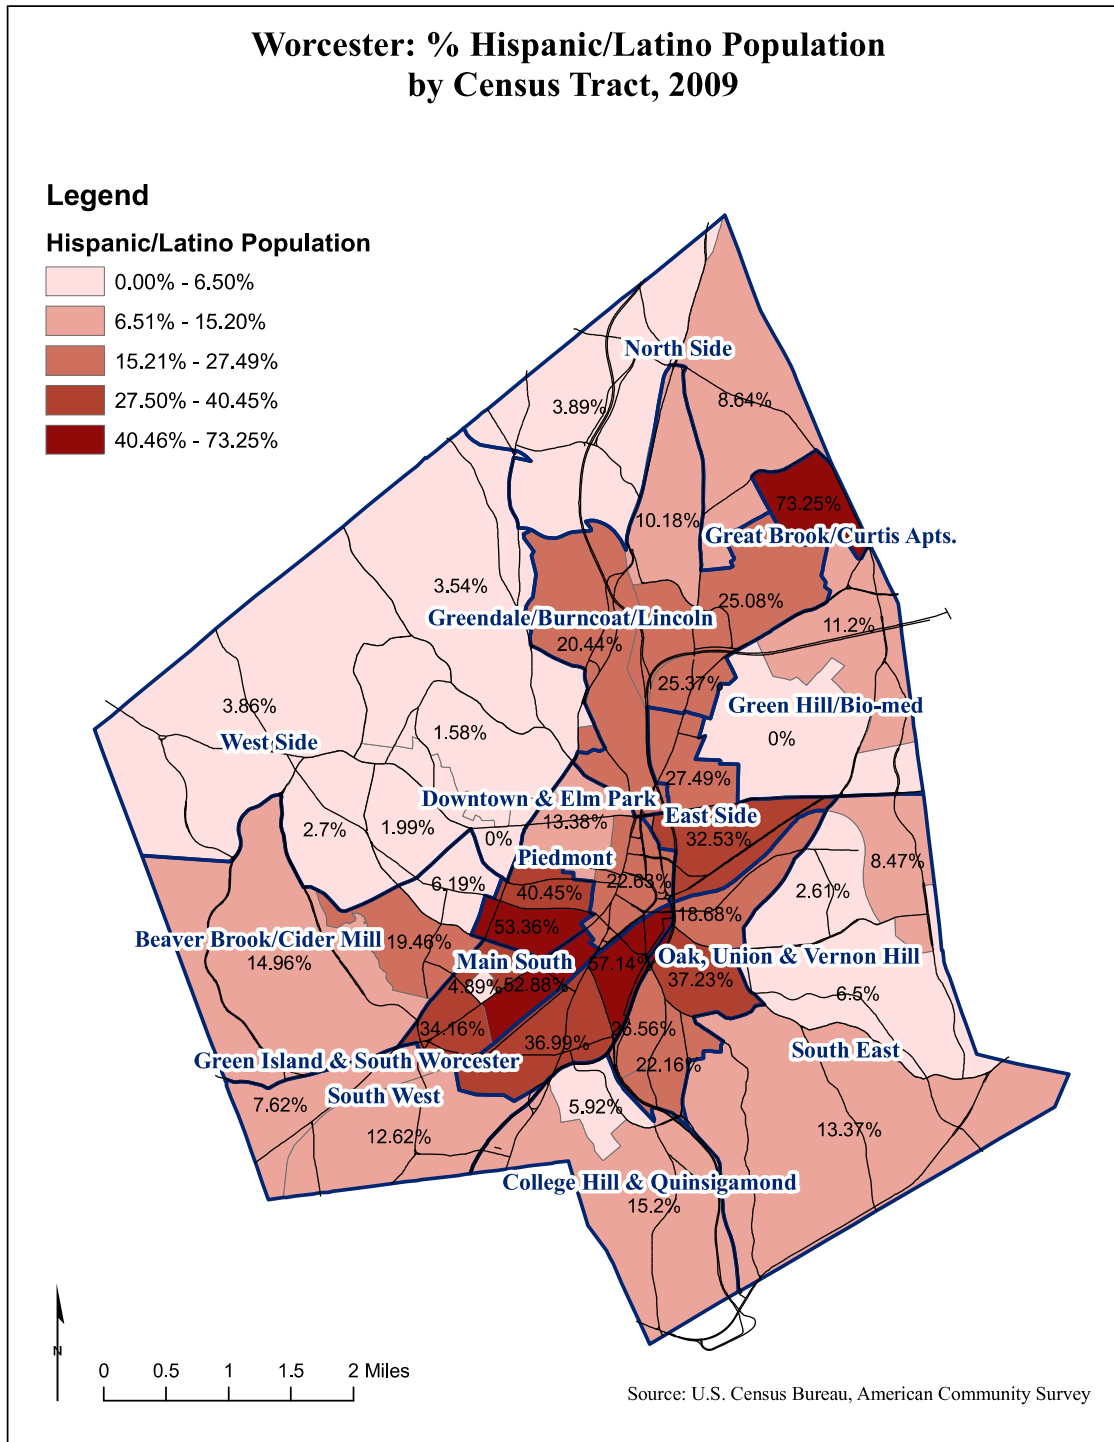 Worcester: % Hispanic/Latino Population
by Census Tract, 2009
Legend
Hispanic/Latino Population
0.00% - 6.50%
6.51% - 15.20%
15.21% - 27.49%
27.50% - 40.45%
40.46% - 73.25%
North Side
3.89%
8.64%
73.25%
10.18%
Great Brook/Curtis Apts.
3.54%
25.08%
Greendale/Burncoat/Lincoln
11.2%
20.44%
25.37%
3.86%
Green Hill/Bio-med
1.58%
0%
West Side
27.49%
Downtown & Elm Park
East Side
13.38%
2.7%
1.99%
0%
32.53%
Piedmont
8.47%
6.19%
40.45%
22.63%
2.61%
18.68%
53.36%
Beaver Brook/Cider Mill
19.46%
14.96%
Main South
57.14%
Oak, Union & Vernon Hill
4.89%
52.88%
37.23%
6.5%
34.16%
26.56%
36.99%
South East
Green Island & South Worcester
22.16%
South West
7.62%
5.92%
12.62%
13.37%
College Hill & Quinsigamond
15.2%
N
0 0.5 1 1.5 2 Miles
Source: U.S. Census Bureau, American Community Survey